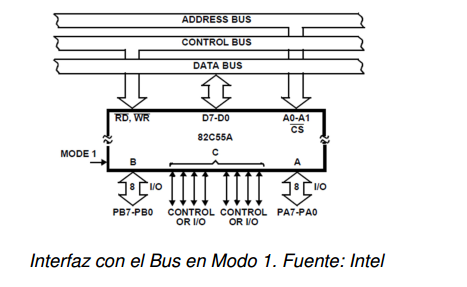 ADDRESS BUS
CONTROL BUS
DATA BUS
RD, WR D7-D0 A0-A1
CS
82C55A
MODE 1
C
B A
8 I/O 8 I/O
PB7-PB0 CONTROL CONTROL PA7-PA0
OR I/O OR I/O
Interfaz con el Bus en Modo 1. Fuente: Intel